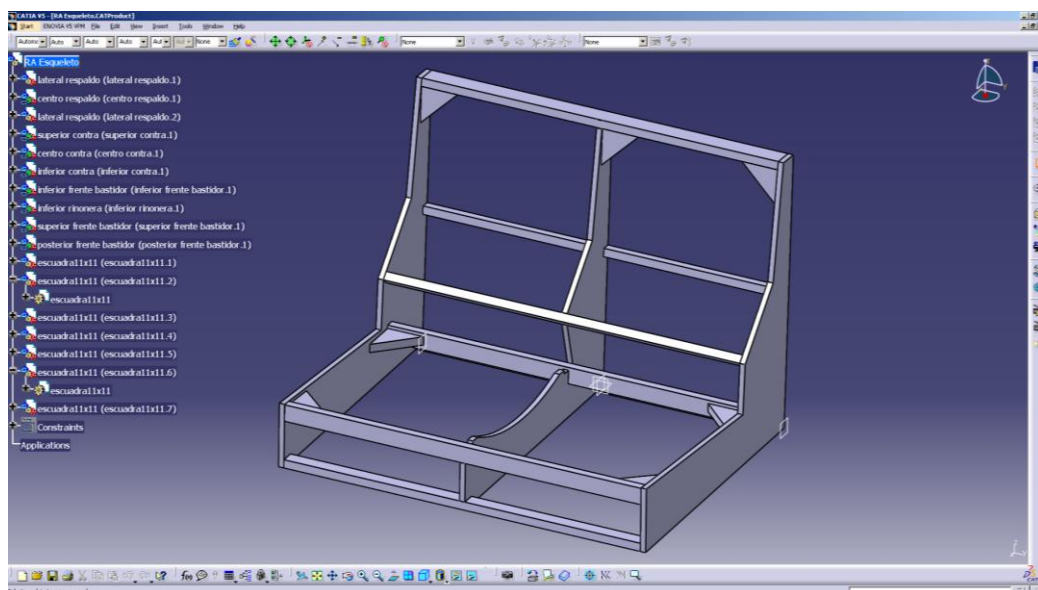 CATIA V5 - [RA Esqueleto.CATProduct]
Start ENOVIA V5 VPM File Edit View Insert Tools Window Help
Auto Auto Auto None None None
RA Esqueleto
lateral respaldo (lateral respaldo.1)
centro respaldo (centro respaldo.1)
lateral respaldo (lateral respaldo.2)
superior contra (superior contra.1)
centro contra (centro contra.1)
inferior contra (inferior contra.1)
inferior frente bastidor (inferior frente bastidor.1)
inferior rinonera (inferior rinonera.1)
superior frente bastidor (superior frente bastidor.1)
posterior frente bastidor (posterior frente bastidor.1)
escuadra11x11 (escuadra11x11.1)
escuadra11x11 (escuadra11x11.2)
escuadra11x11
escuadra11x11 (escuadra11x11.3)
escuadra11x11 (escuadra11x11.4)
escuadra11x11 (escuadra11x11.5)
escuadra11x11 (escuadra11x11.6)
escuadra11x11
escuadra11x11 (escuadra11x11.7)
Constraints
Applications